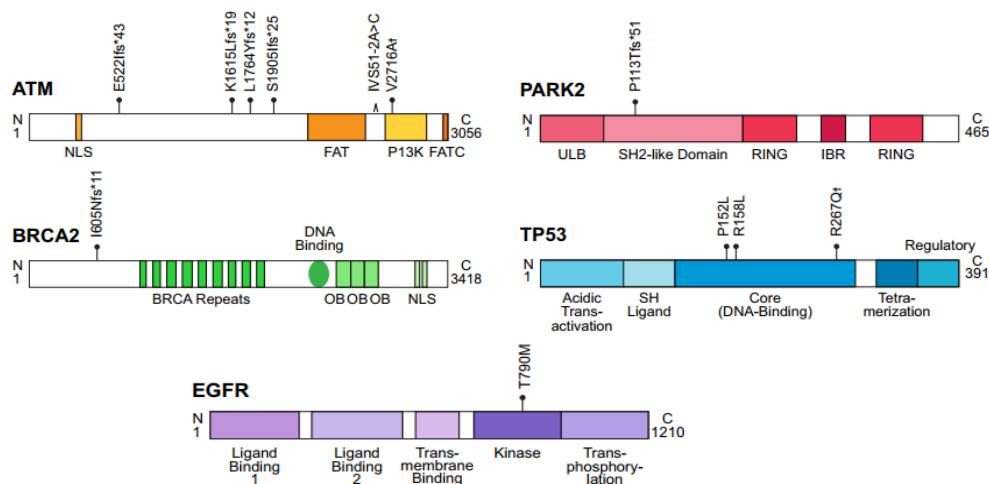 ATM
E522Ifs*43
K1615Lfs*19
L1764Yfs*12
S1905Ifs*25
IVS51-2A>C
V2716A†
N
1
C
3056
NLS
FAT
P13K
FATC
PARK2
P113Tfs*51
N
1
C
465
ULB
SH2-like Domain
RING
IBR
RING
BRCA2
I605Nfs*11
DNA
Binding
N
1
C
3418
BRCA Repeats
OB
OB
OB
NLS
TP53
P152L
R158L
R267Q†
Regulatory
N
1
C
391
Acidic
Trans-
activation
SH
Ligand
Core
(DNA-Binding)
Tetra-
merization
EGFR
T790M
N
1
C
1210
Ligand
Binding
1
Ligand
Binding
2
Trans-
membrane
Binding
Kinase
Trans-
phosphory-
lation